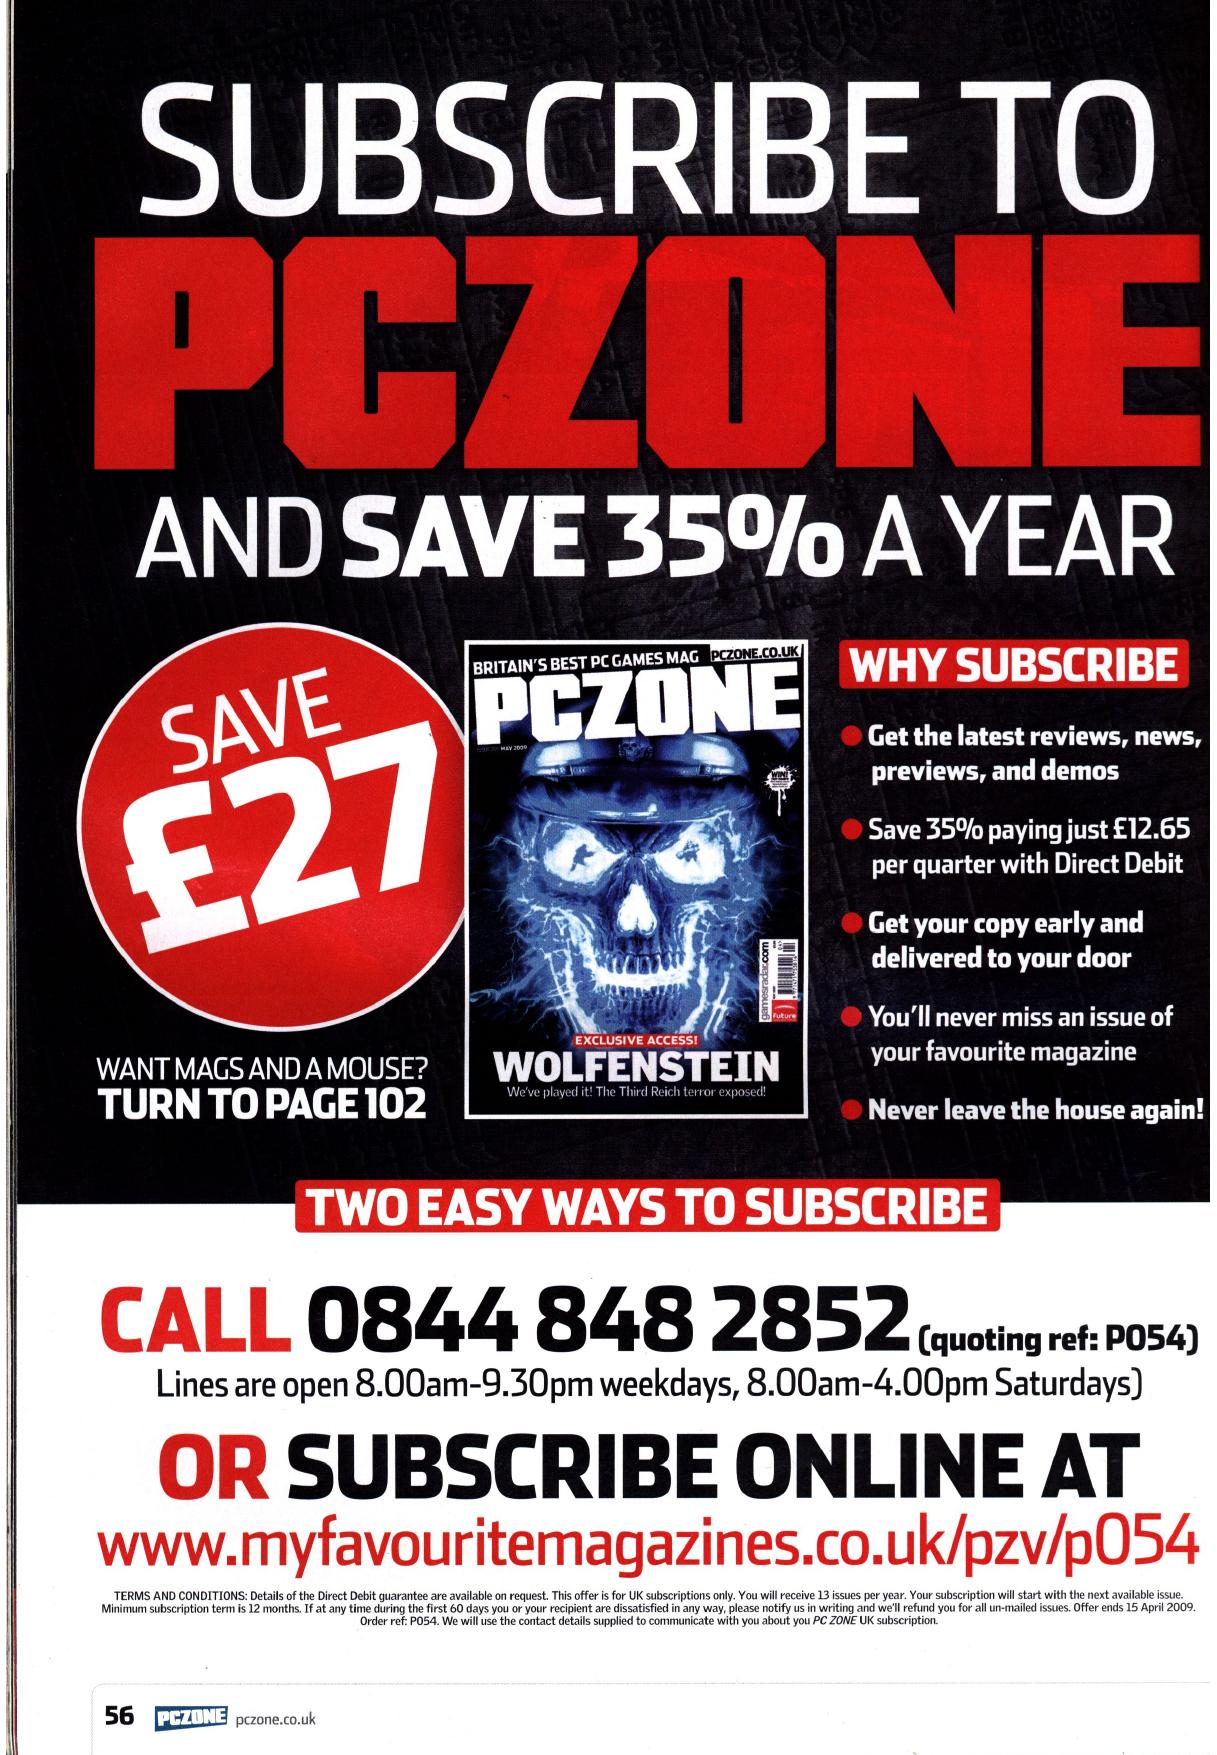 SUBSCRIBE TO
PCZONE
AND SAVE 35% A YEAR
SAVE
£27
WANT MAGS AND A MOUSE?
TURN TO PAGE 102
BRITAIN'S BEST PC GAMES MAG PCZONE.CO.UK
PCZONE
MAY 2009
WIN!
gamesradar.com
Future
EXCLUSIVE ACCESS!
WOLFENSTEIN
We've played it! The Third Reich terror exposed!
WHY SUBSCRIBE
Get the latest reviews, news,
previews, and demos
Save 35% paying just £12.65
per quarter with Direct Debit
Get your copy early and
delivered to your door
You'll never miss an issue of
your favourite magazine
Never leave the house again!
TWO EASY WAYS TO SUBSCRIBE
CALL 0844 848 2852 (quoting ref: P054)
Lines are open 8.00am-9.30pm weekdays, 8.00am-4.00pm Saturdays)
OR SUBSCRIBE ONLINE AT
www.myfavouritemagazines.co.uk/pzv/p054
TERMS AND CONDITIONS: Details of the Direct Debit guarantee are available on request. This offer is for UK subscriptions only. You will receive 13 issues per year. Your subscription will start with the next available issue.
Minimum subscription term is 12 months. If at any time during the first 60 days you or your recipient are dissatisfied in any way, please notify us in writing and we'll refund you for all un-mailed issues. Offer ends 15 April 2009.
Order ref: P054. We will use the contact details supplied to communicate with you about you PC ZONE UK subscription.
56 PCZONE pczone.co.uk